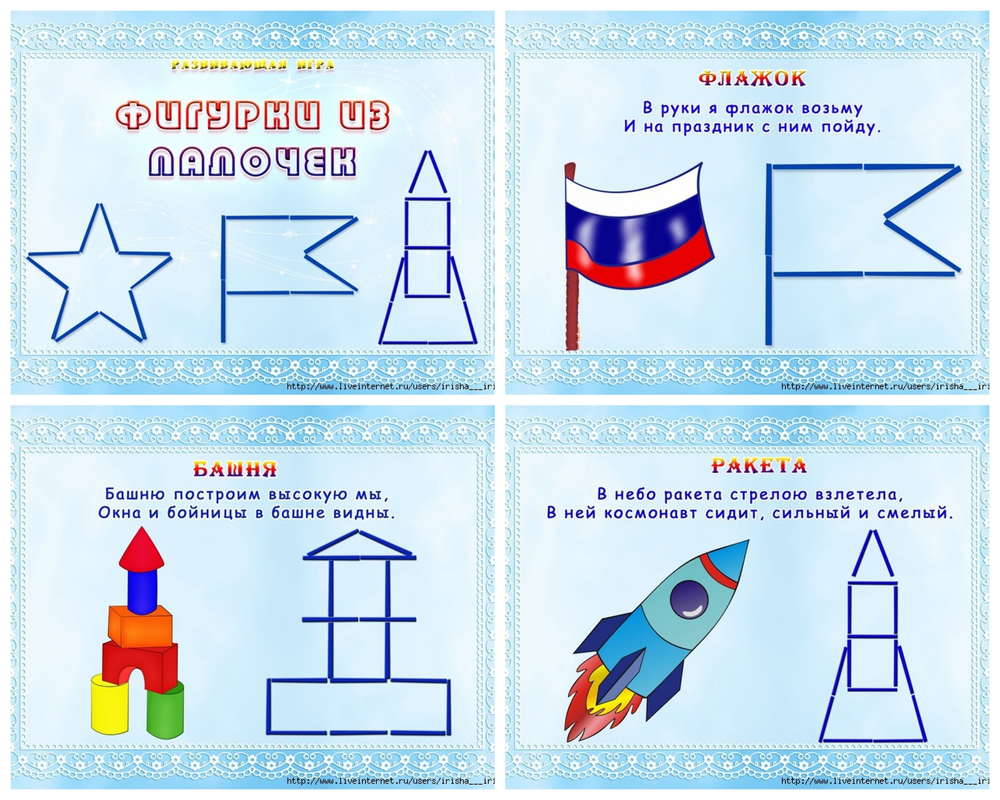 РАЗВИВАЮЩАЯ ИГРА
ФИГУРКИ ИЗ
ПАЛОЧЕК
http://www.liveinternet.ru/users/irisha___iri
ФЛАЖОК
В руки я флажок возьму
И на праздник с ним пойду.
http://www.liveinternet.ru/users/irisha___iri
БАШНЯ
Башню построим высокую мы,
Окна и бойницы в башне видны.
http://www.liveinternet.ru/users/irisha___iri
РАКЕТА
В небо ракета стрелою взлетела,
В ней космонавт сидит, сильный и смелый.
http://www.liveinternet.ru/users/irisha___iri